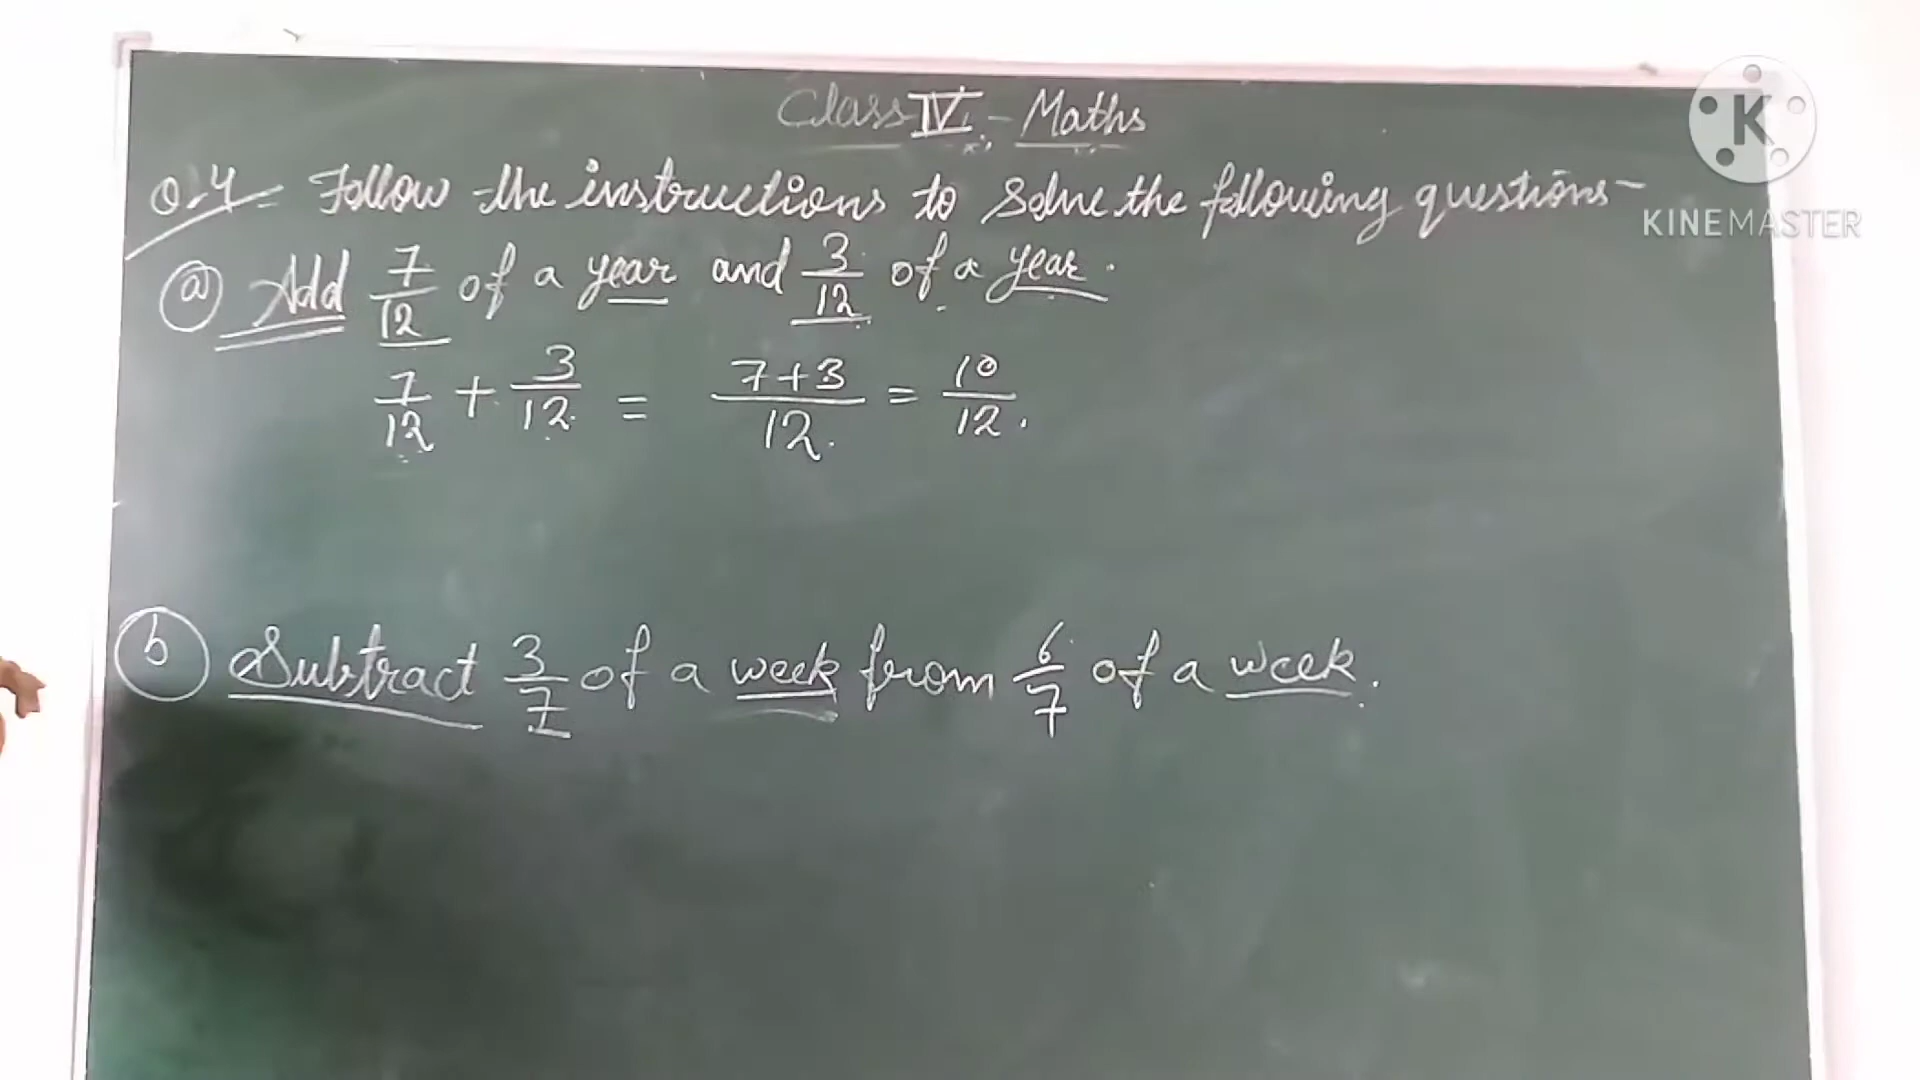 Class IV - Maths
Q.4 - Follow the instructions to solve the following questions-
(a) Add 7/12 of a year and 3/12 of a year.
7/12 + 3/12 = 7+3/12 = 10/12.
(b) Subtract 3/7 of a week from 6/7 of a week.
K
KINEMASTER